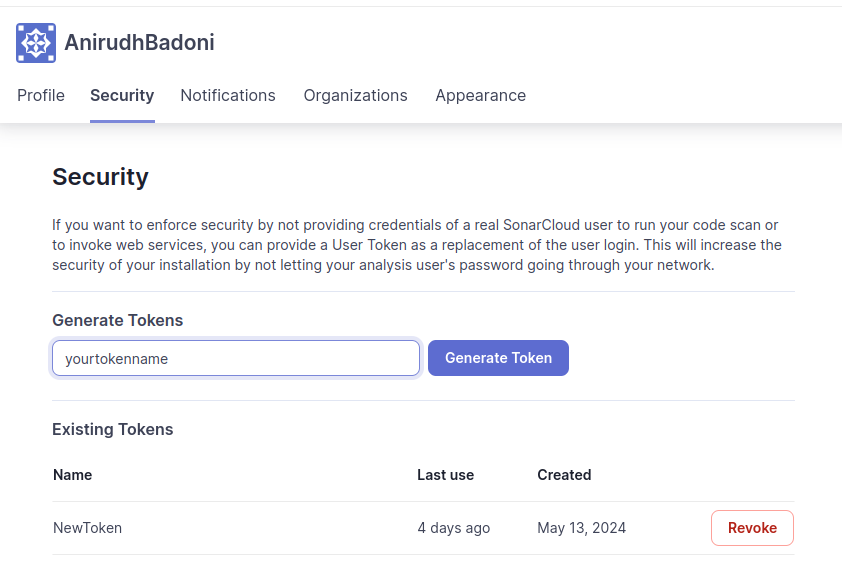 AnirudhBadoni
Profile Security Notifications Organizations Appearance
Security
If you want to enforce security by not providing credentials of a real SonarCloud user to run your code scan or
to invoke web services, you can provide a User Token as a replacement of the user login. This will increase the
security of your installation by not letting your analysis user's password going through your network.
Generate Tokens
yourtokenname Generate Token
Existing Tokens
Name Last use Created
NewToken 4 days ago May 13, 2024 Revoke